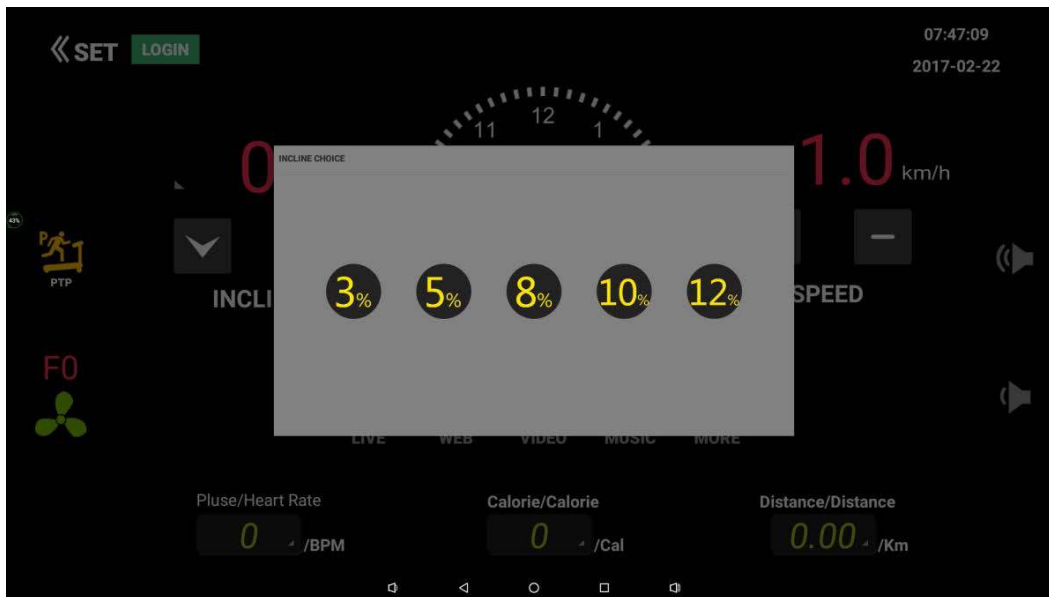 SET LOGIN
07:47:09
2017-02-22
11 12 1
0
1.0 km/h
INCLINE CHOICE
43%
P
PTP
3% 5% 8% 10% 12%
INCLI
SPEED
F0
LIVE WEB VIDEO MUSIC MORE
Pluse/Heart Rate
0 /BPM
Calorie/Calorie
0 /Cal
Distance/Distance
0.00 /Km